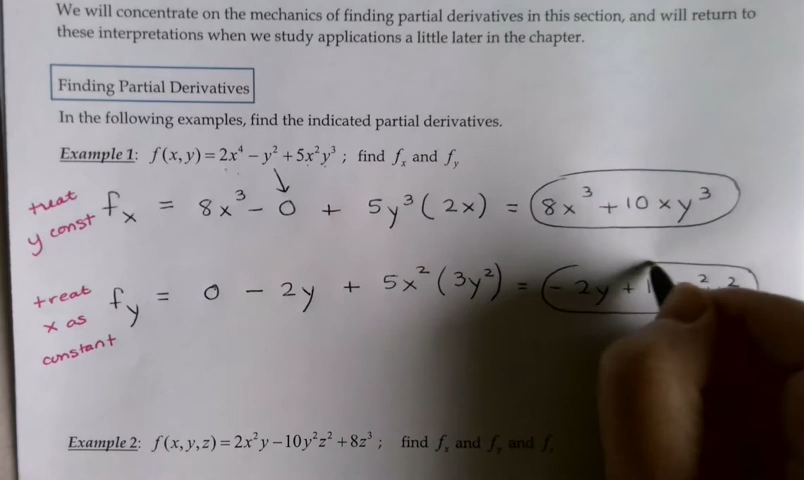 We will concentrate on the mechanics of finding partial derivatives in this section, and will return to
these interpretations when we study applications a little later in the chapter.
Finding Partial Derivatives
In the following examples, find the indicated partial derivatives.
Example 1: f(x,y)=2x⁴−y²+5x²y³; find fₓ and f_y
treat y const fₓ = 8x³ − 0 + 5y³(2x) = 8x³ + 10xy³
treat x as constant f_y = 0 − 2y + 5x²(3y²) = −2y + 1 ² ²
Example 2: f(x,y,z)=2x²y−10y²z²+8z³; find fₓ and f_y and f_z